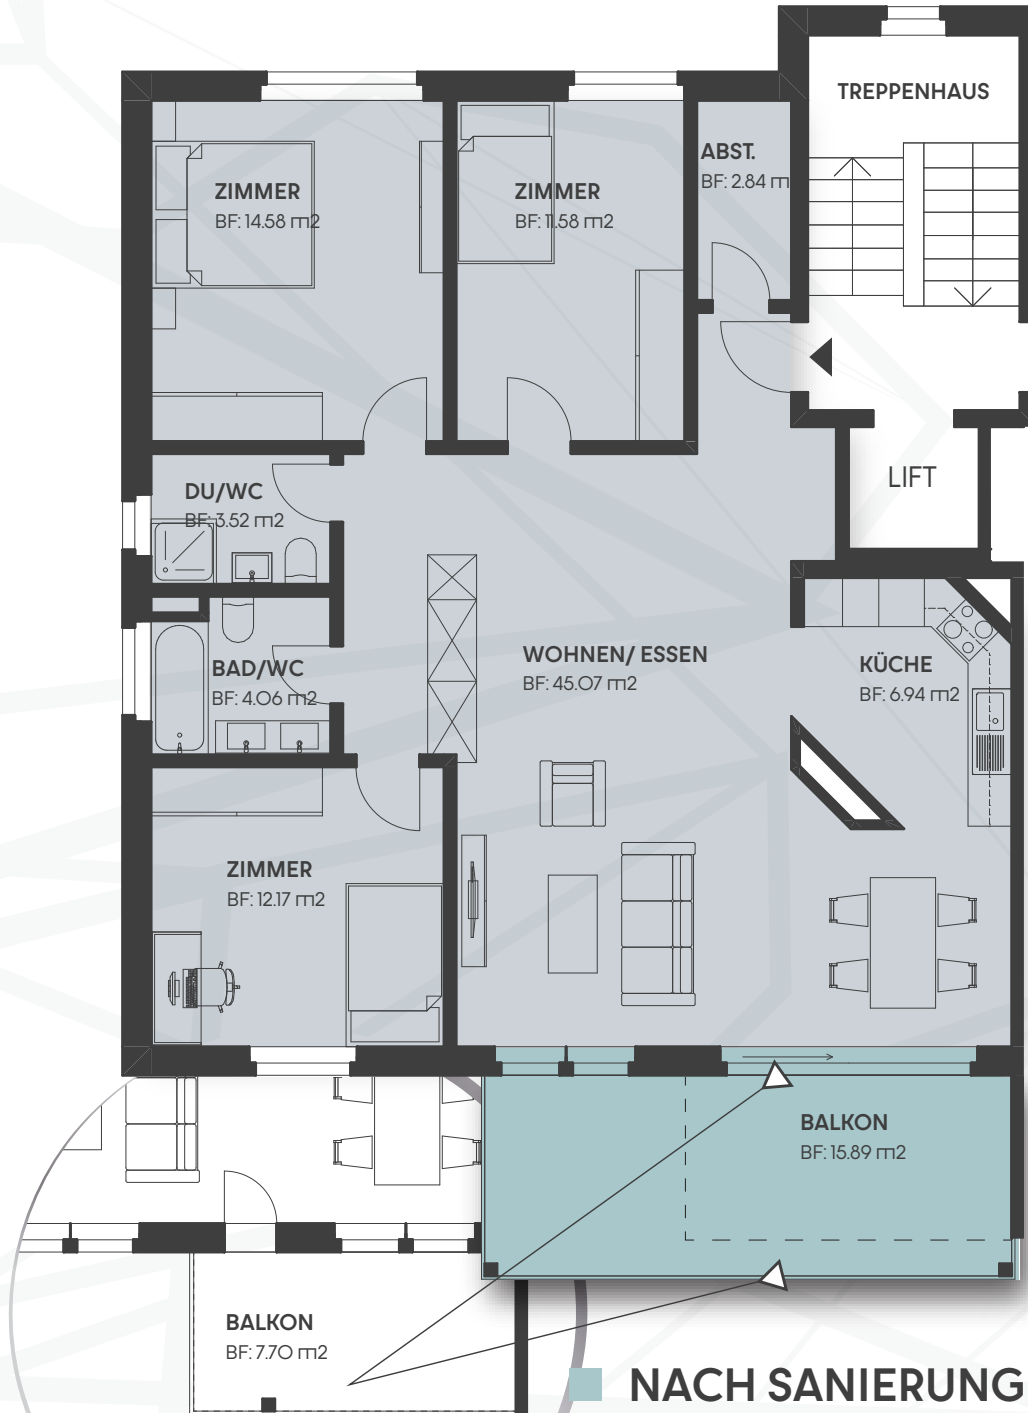 TREPPENHAUS
ABST.
BF: 2.84 m
ZIMMER
BF: 14.58 m2
ZIMMER
BF: 11.58 m2
LIFT
DU/WC
BF: 3.52 m2
WOHNEN/ ESSEN
BF: 45.07 m2
KÜCHE
BF: 6.94 m2
BAD/WC
BF: 4.06 m2
ZIMMER
BF: 12.17 m2
BALKON
BF: 15.89 m2
BALKON
BF: 7.70 m2
NACH SANIERUNG